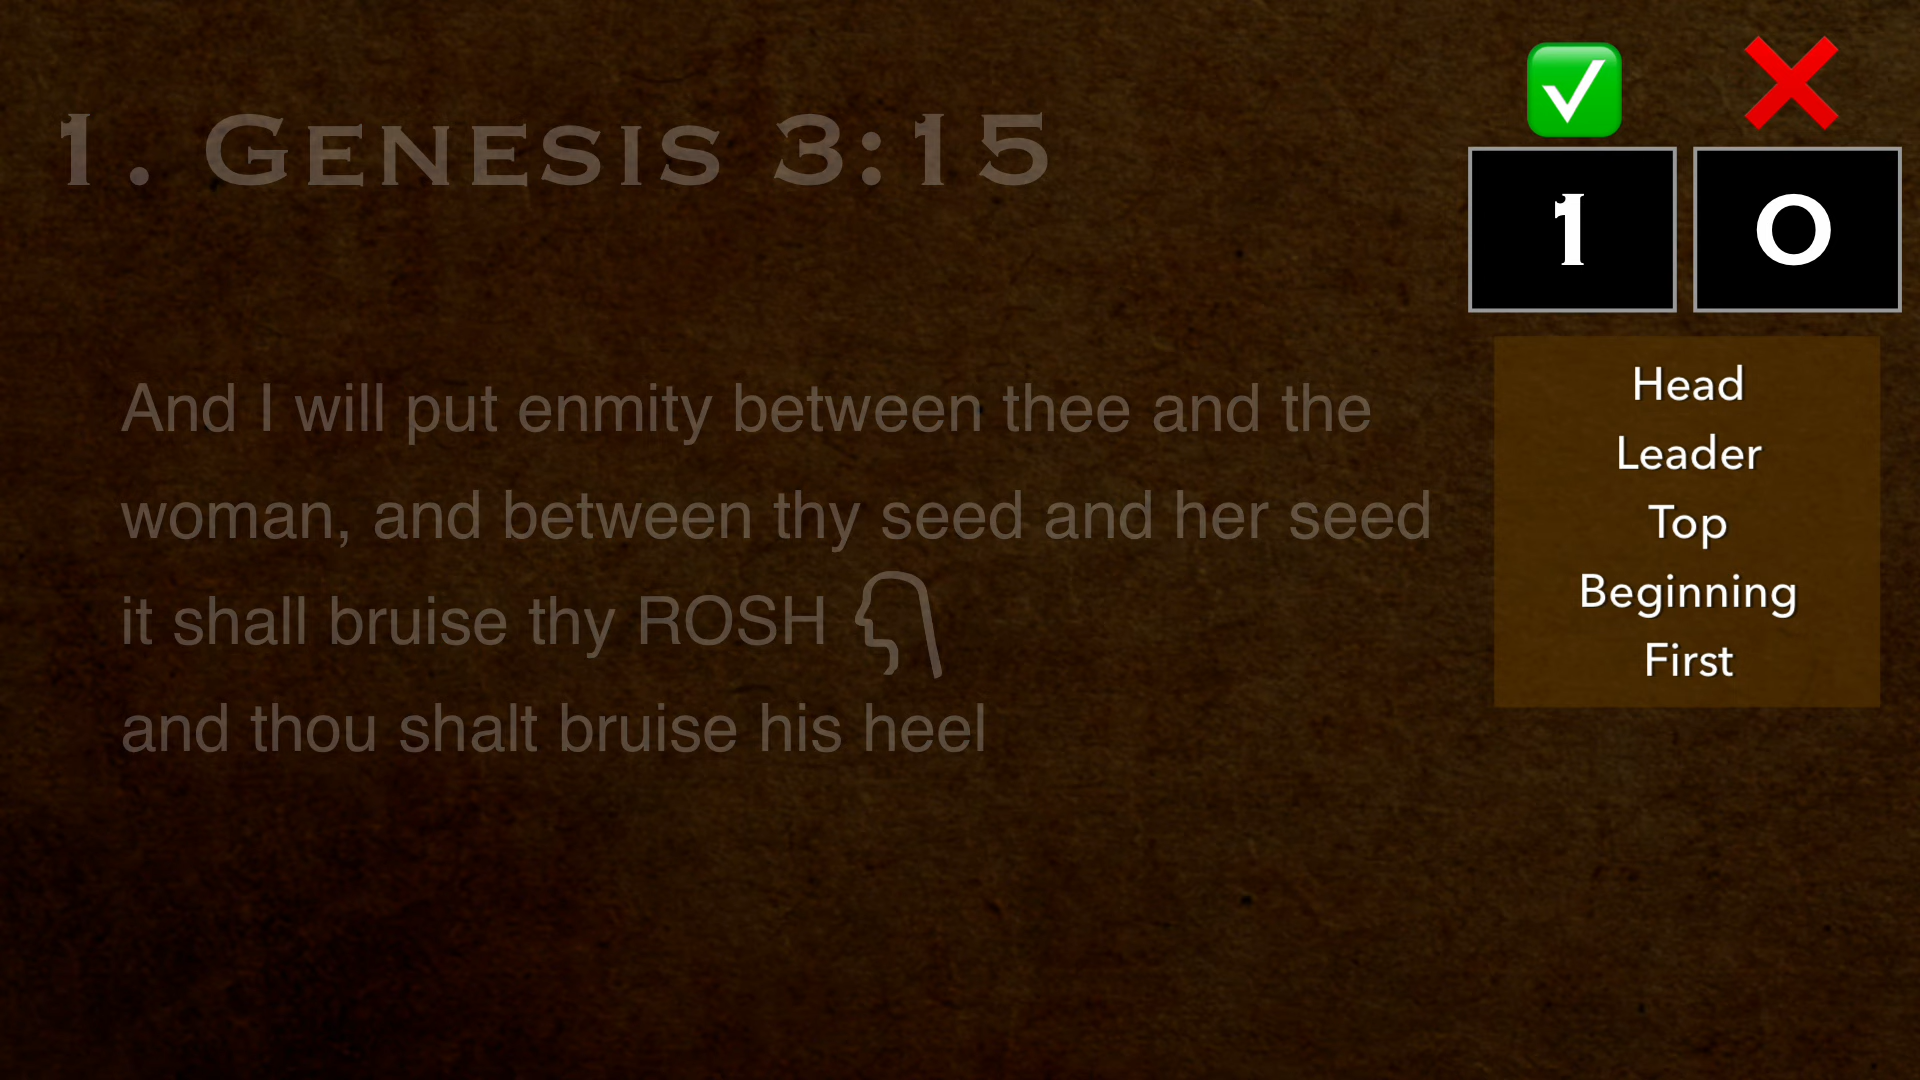 1. Genesis 3:15
✅ ❌
1 0
And I will put enmity between thee and the
woman, and between thy seed and her seed
it shall bruise thy ROSH
and thou shalt bruise his heel
Head
Leader
Top
Beginning
First